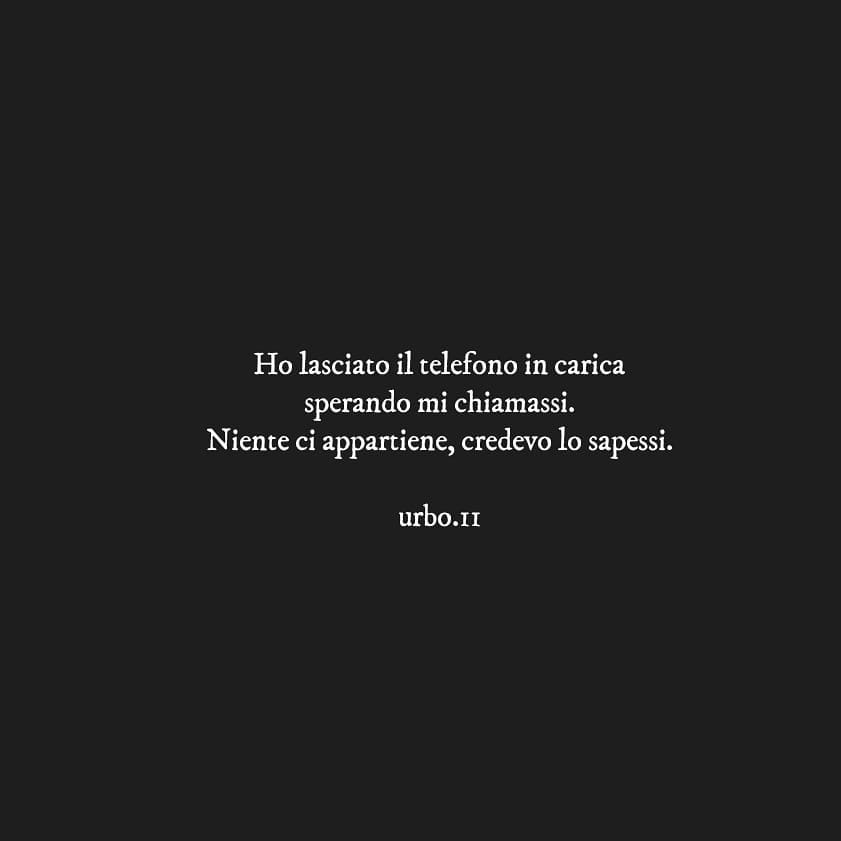 Ho lasciato il telefono in carica
sperando mi chiamassi.
Niente ci appartiene, credevo lo sapessi.
urbo.11